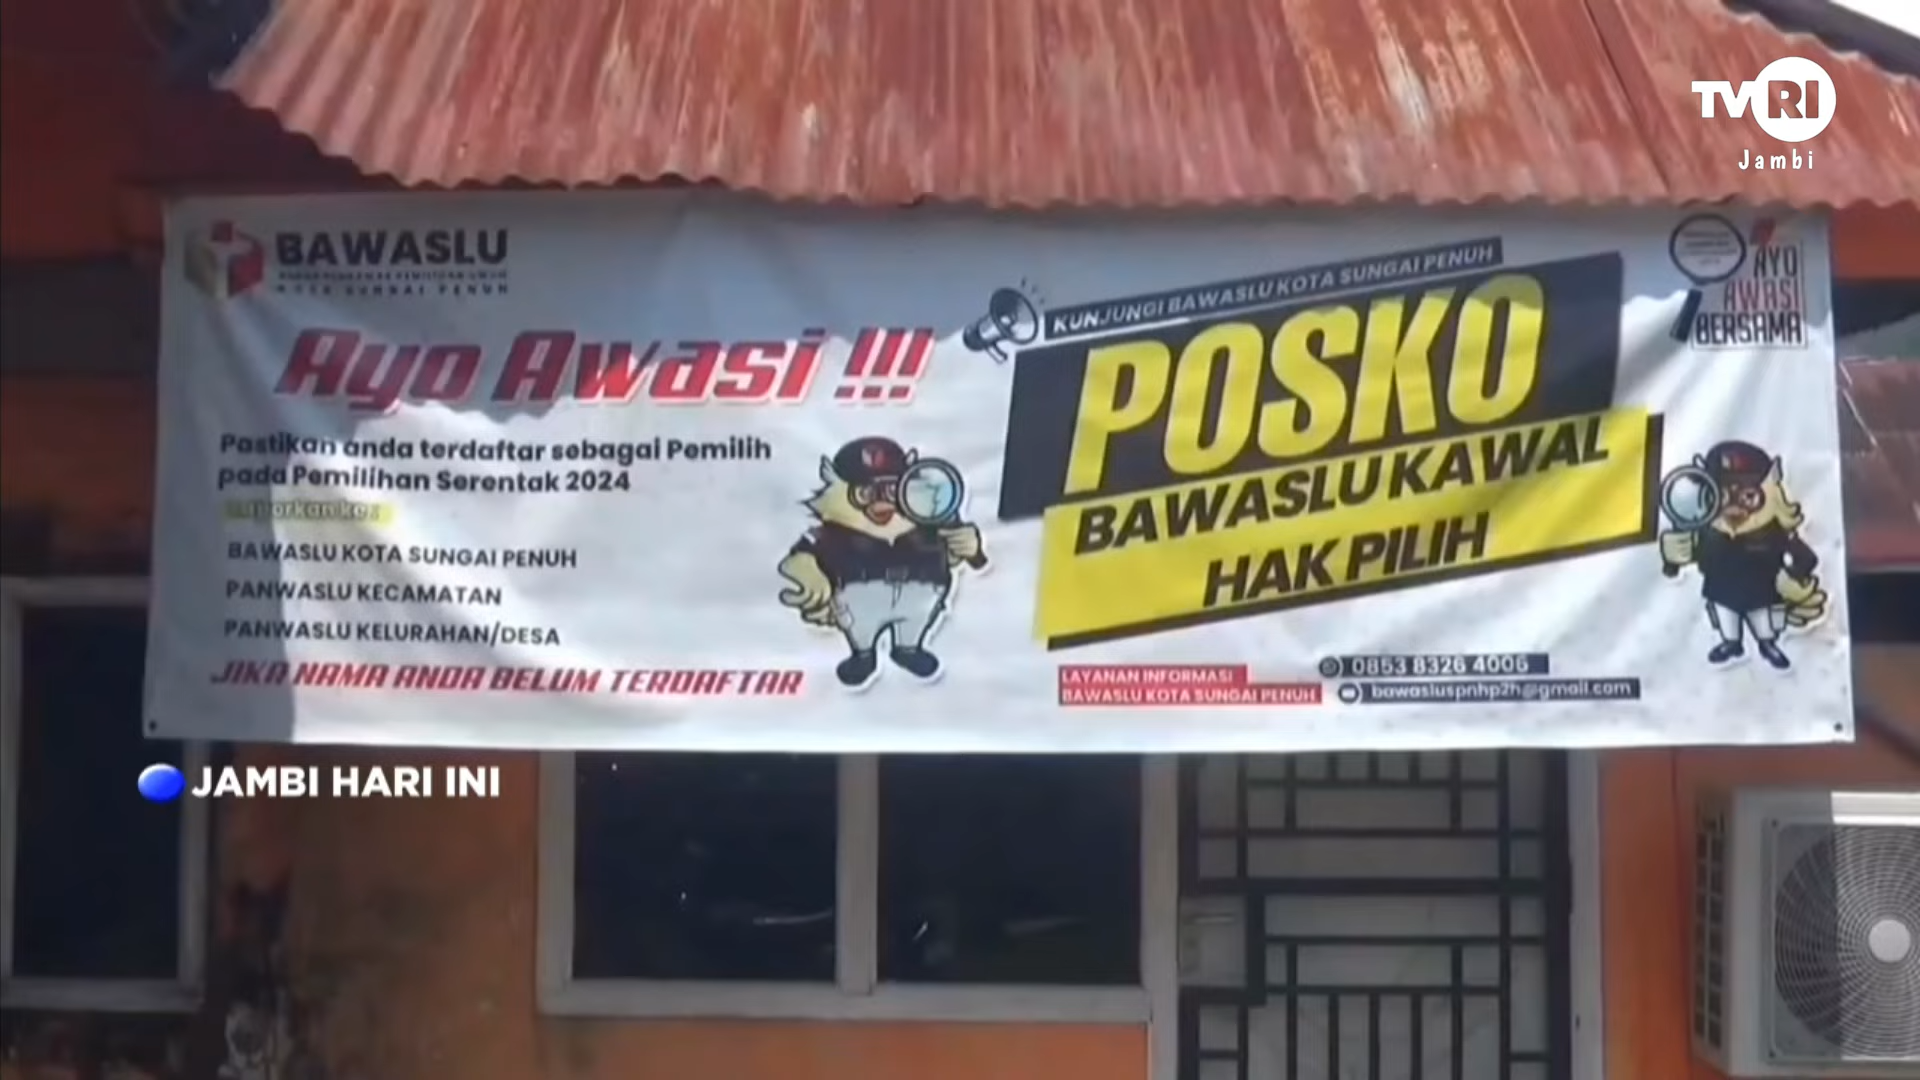 TVRI
Jambi
BAWASLU
KOTA SUNGAI PENUH
Ayo Awasi !!!
Pastikan anda terdaftar sebagai Pemilih
pada Pemilihan Serentak 2024
BAWASLU KOTA SUNGAI PENUH
PANWASLU KECAMATAN
PANWASLU KELURAHAN/DESA
JIKA NAMA ANDA BELUM TERDAFTAR
KUNJUNGI BAWASLU KOTA SUNGAI PENUH
POSKO
BAWASLU KAWAL
HAK PILIH
LAYANAN INFORMASI
BAWASLU KOTA SUNGAI PENUH
0853 8326 4006
bawasluspnhp2h@gmail.com
AYO
AWASI
BERSAMA
JAMBI HARI INI